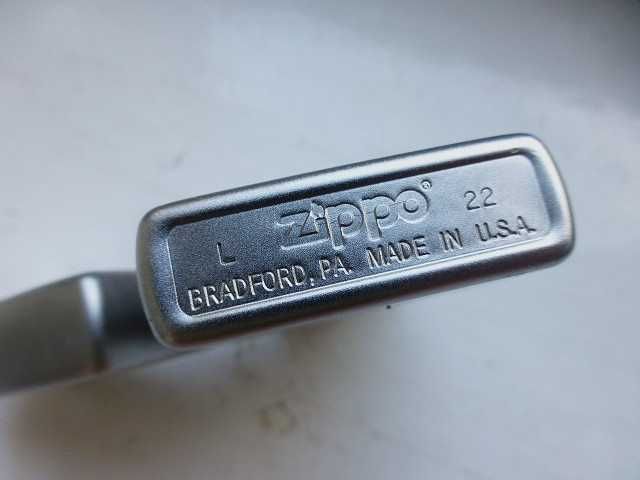 L Zippo® 22
BRADFORD, PA. MADE IN U.S.A.